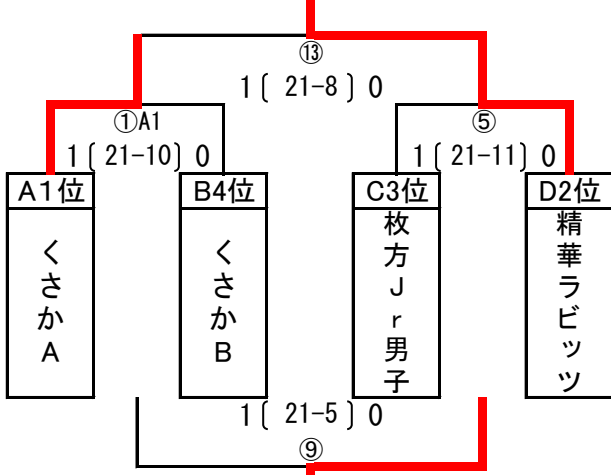 ⑬
1 [ 21-8 ] 0
①A1
⑤
1 [ 21-10] 0
1 [ 21-11] 0
A1位
B4位
C3位
D2位
くさかA
くさかB
枚方Jr男子
精華ラビッツ
1 [ 21-5 ] 0
⑨